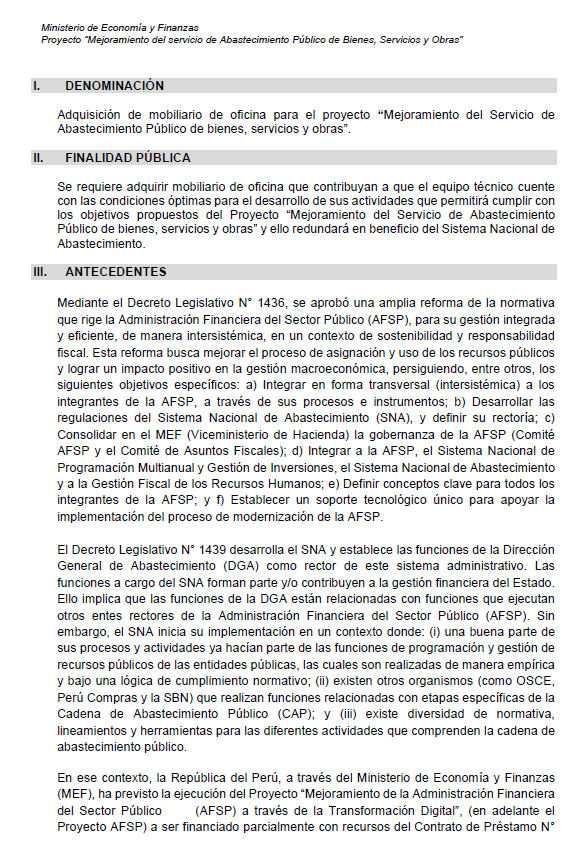 Ministerio de Economía y Finanzas
Proyecto "Mejoramiento del servicio de Abastecimiento Público de Bienes, Servicios y Obras"
I. DENOMINACIÓN
Adquisición de mobiliario de oficina para el proyecto "Mejoramiento del Servicio de
Abastecimiento Público de bienes, servicios y obras".
II. FINALIDAD PÚBLICA
Se requiere adquirir mobiliario de oficina que contribuyan a que el equipo técnico cuente
con las condiciones óptimas para el desarrollo de sus actividades que permitirá cumplir con
los objetivos propuestos del Proyecto "Mejoramiento del Servicio de Abastecimiento
Público de bienes, servicios y obras" y ello redundará en beneficio del Sistema Nacional de
Abastecimiento.
III. ANTECEDENTES
Mediante el Decreto Legislativo N° 1436, se aprobó una amplia reforma de la normativa
que rige la Administración Financiera del Sector Público (AFSP), para su gestión integrada
y eficiente, de manera intersistémica, en un contexto de sostenibilidad y responsabilidad
fiscal. Esta reforma busca mejorar el proceso de asignación y uso de los recursos públicos
y lograr un impacto positivo en la gestión macroeconómica, persiguiendo, entre otros, los
siguientes objetivos específicos: a) Integrar en forma transversal (intersistémica) a los
integrantes de la AFSP, a través de sus procesos e instrumentos; b) Desarrollar las
regulaciones del Sistema Nacional de Abastecimiento (SNA), y definir su rectoría; c)
Consolidar en el MEF (Viceministerio de Hacienda) la gobernanza de la AFSP (Comité
AFSP y el Comité de Asuntos Fiscales); d) Integrar a la AFSP, el Sistema Nacional de
Programación Multianual y Gestión de Inversiones, el Sistema Nacional de Abastecimiento
y a la Gestión Fiscal de los Recursos Humanos; e) Definir conceptos clave para todos los
integrantes de la AFSP; y f) Establecer un soporte tecnológico único para apoyar la
implementación del proceso de modernización de la AFSP.
El Decreto Legislativo N° 1439 desarrolla el SNA y establece las funciones de la Dirección
General de Abastecimiento (DGA) como rector de este sistema administrativo. Las
funciones a cargo del SNA forman parte y/o contribuyen a la gestión financiera del Estado.
Ello implica que las funciones de la DGA están relacionadas con funciones que ejecutan
otros entes rectores de la Administración Financiera del Sector Público (AFSP). Sin
embargo, el SNA inicia su implementación en un contexto donde: (i) una buena parte de
sus procesos y actividades ya hacían parte de las funciones de programación y gestión de
recursos públicos de las entidades públicas, las cuales son realizadas de manera empírica
y bajo una lógica de cumplimiento normativo; (ii) existen otros organismos (como OSCE,
Perú Compras y la SBN) que realizan funciones relacionadas con etapas específicas de la
Cadena de Abastecimiento Público (CAP); y (iii) existe diversidad de normativa,
lineamientos y herramientas para las diferentes actividades que comprenden la cadena de
abastecimiento público.
En ese contexto, la República del Perú, a través del Ministerio de Economía y Finanzas
(MEF), ha previsto la ejecución del Proyecto "Mejoramiento de la Administración Financiera
del Sector Público (AFSP) a través de la Transformación Digital", (en adelante el
Proyecto AFSP) a ser financiado parcialmente con recursos del Contrato de Préstamo N°